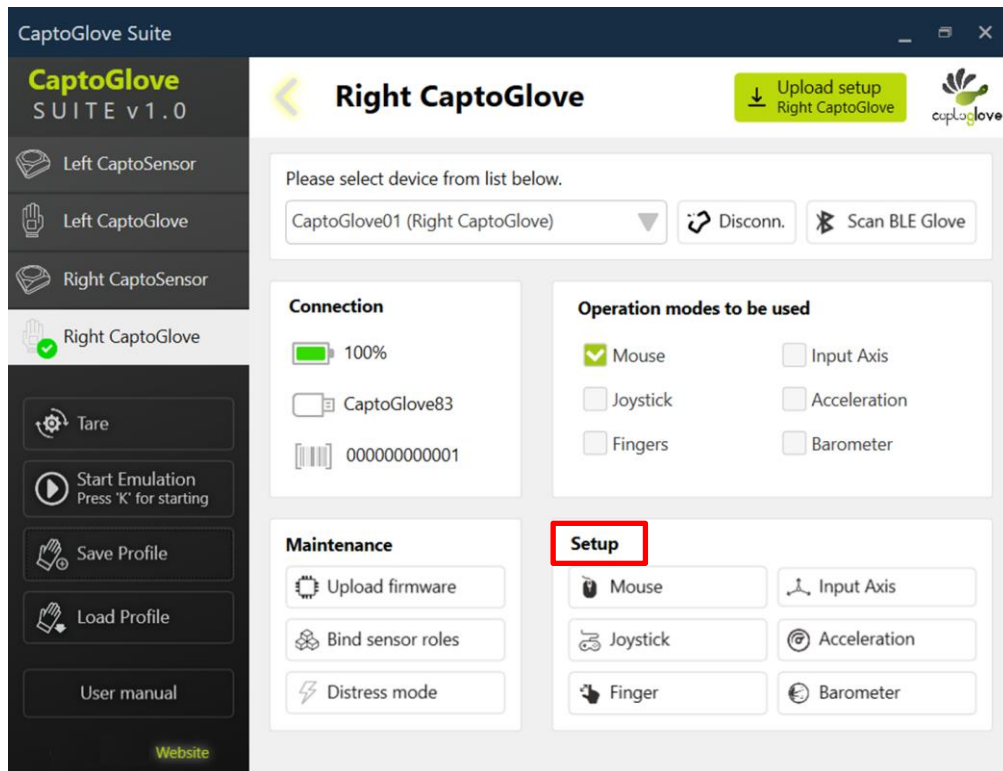 CaptoGlove Suite
CaptoGlove
SUITE v1.0
Left CaptoSensor
Left CaptoGlove
Right CaptoSensor
Right CaptoGlove
Tare
Start Emulation
Press 'K' for starting
Save Profile
Load Profile
User manual
Website
Right CaptoGlove
Upload setup
Right CaptoGlove
captoglove
Please select device from list below.
CaptoGlove01 (Right CaptoGlove)
Disconn.
Scan BLE Glove
Connection
100%
CaptoGlove83
000000000001
Operation modes to be used
Mouse
Input Axis
Joystick
Acceleration
Fingers
Barometer
Maintenance
Upload firmware
Bind sensor roles
Distress mode
Setup
Mouse
Input Axis
Joystick
Acceleration
Finger
Barometer